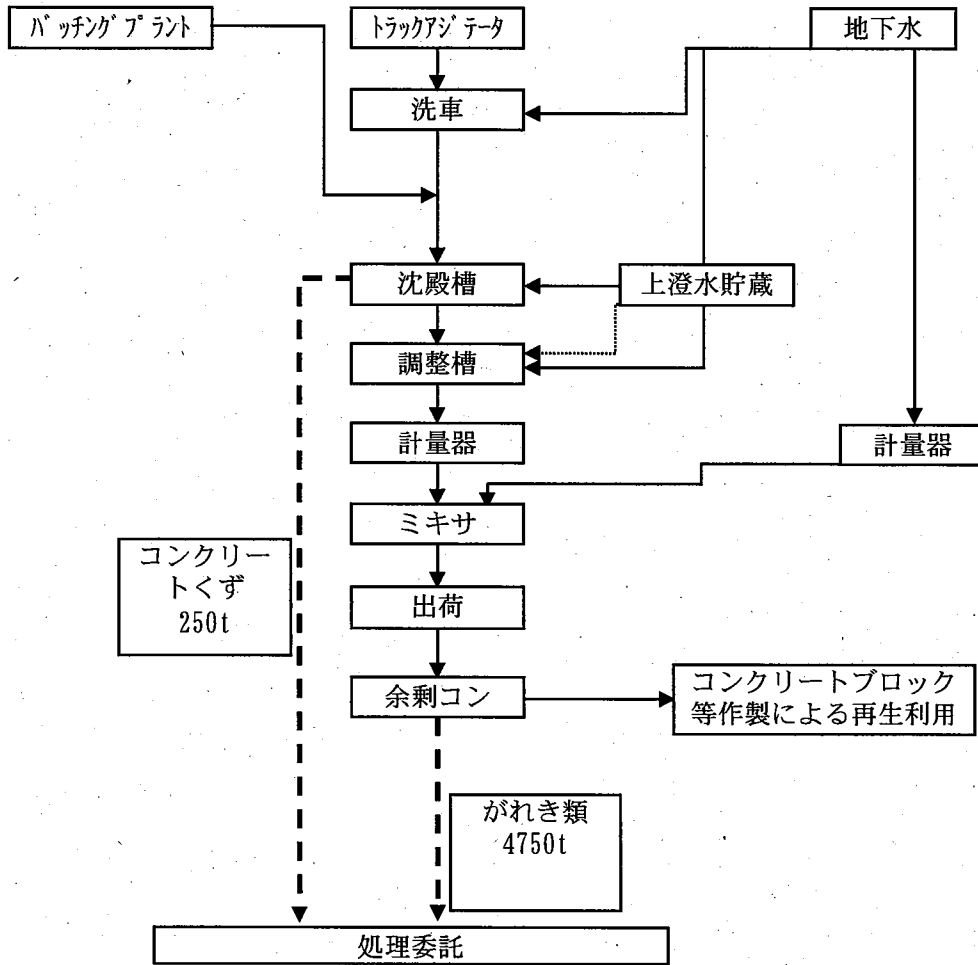 バッチングプラント
トラックアジテータ
地下水
洗車
沈殿槽
上澄水貯蔵
調整槽
計量器
計量器
ミキサ
コンクリー
トくず
250t
出荷
余剰コン
コンクリートブロック
等作製による再生利用
がれき類
4750t
処理委託